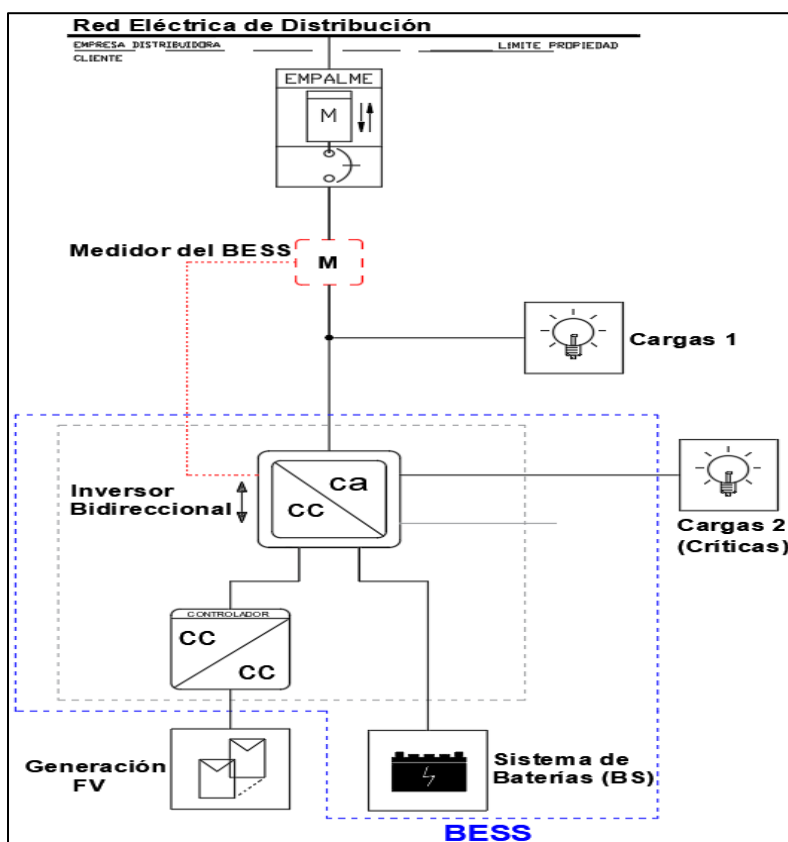 Red Eléctrica de Distribución
EMPRESA DISTRIBUIDORA
LIMITE PROPIEDAD
CLIENTE
EMPALME
M
Medidor del BESS
M
Cargas 1
ca
cc
Inversor
Bidireccional
Cargas 2
(Críticas)
CONTROLADOR
cc
cc
Generación
FV
Sistema de
Baterías (BS)
BESS